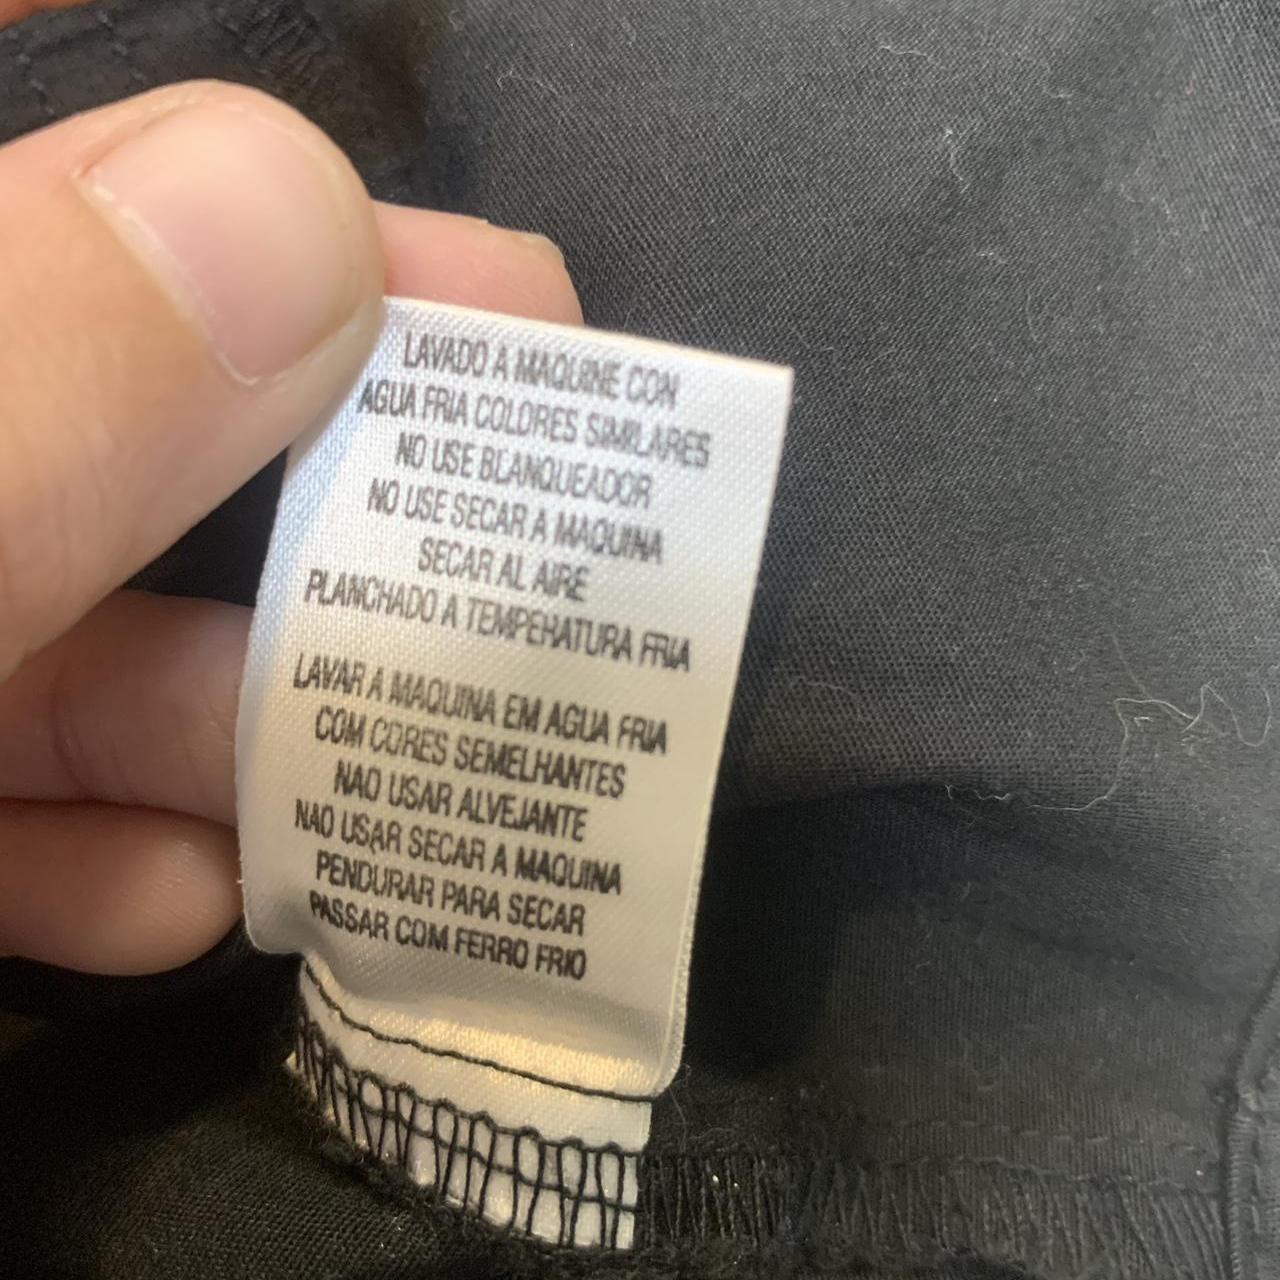 LAVADO A MAQUINE CON
AGUA FRIA COLORES SIMILARES
NO USE BLANQUEADOR
NO USE SECAR A MAQUINA
SECAR AL AIRE
PLANCHADO A TEMPERATURA FRIA
LAVAR A MAQUINA EM AGUA FRIA
COM CORES SEMELHANTES
NAO USAR ALVEJANTE
NAO USAR SECAR A MAQUINA
PENDURAR PARA SECAR
PASSAR COM FERRO FRIO